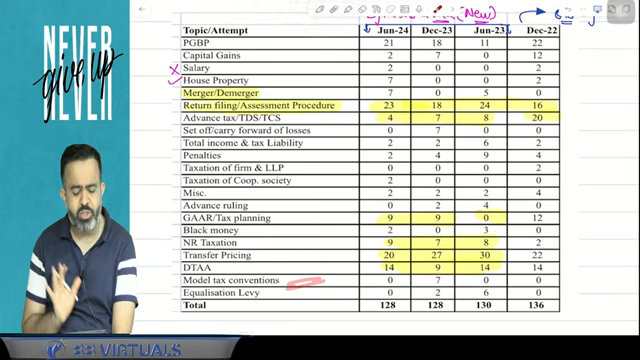 NEVER
give up
NEVER
(New)
Topic/Attempt Jun-24 Dec-23 Jun-23 Dec-22
PGBP 21 18 11 22
Capital Gains 2 7 0 12
Salary 2 0 0 2
House Property 7 0 0 2
Merger/Demerger 7 0 5 0
Return filing/Assessment Procedure 23 18 24 16
Advance tax/TDS/TCS 4 7 8 20
Set off/carry forward of losses 0 7 0 0
Total income & tax Liability 2 2 6 2
Penalties 2 4 9 4
Taxation of firm & LLP 0 0 0 2
Taxation of Coop. society 2 0 0 0
Misc. 2 2 2 4
Advance ruling 0 2 4 0
GAAR/Tax planning 9 9 0 12
Black money 2 0 3 0
NR Taxation 9 7 8 2
Transfer Pricing 20 27 30 22
DTAA 14 9 14 14
Model tax conventions 0 7 0 0
Equalisation Levy 0 2 6 0
Total 128 128 130 136
VIRTUALS